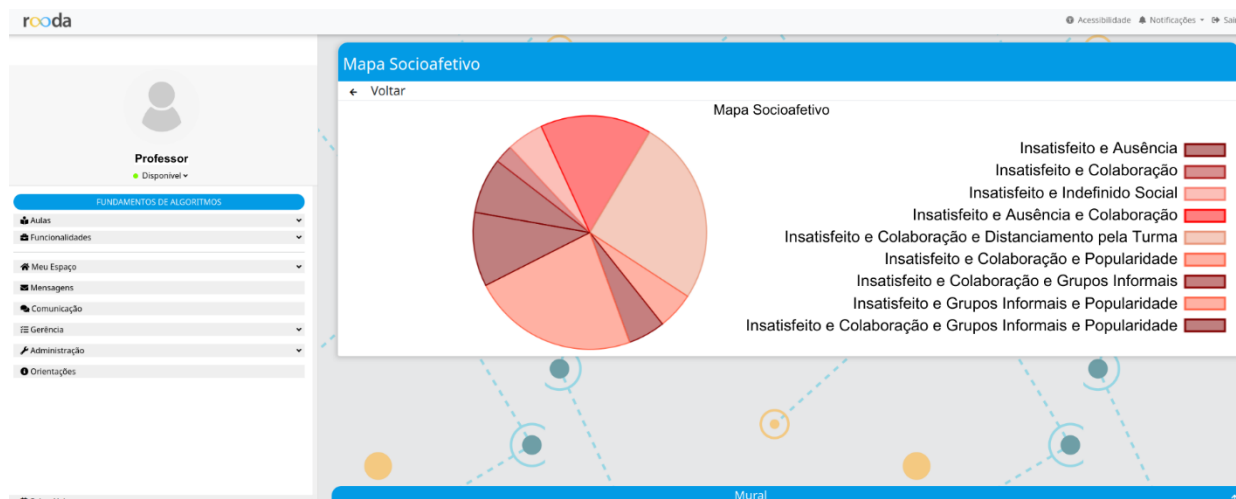 rooda
Acessibilidade Notificações Sair
Mapa Socioafetivo
Voltar
Mapa Socioafetivo
Professor
Disponível
FUNDAMENTOS DE ALGORITMOS
Aulas
Funcionalidades
Meu Espaço
Mensagens
Comunicação
Gerência
Administração
Orientações
Insatisfeito e Ausência
Insatisfeito e Colaboração
Insatisfeito e Indefinido Social
Insatisfeito e Ausência e Colaboração
Insatisfeito e Colaboração e Distanciamento pela Turma
Insatisfeito e Colaboração e Popularidade
Insatisfeito e Colaboração e Grupos Informais
Insatisfeito e Grupos Informais e Popularidade
Insatisfeito e Colaboração e Grupos Informais e Popularidade
Mural